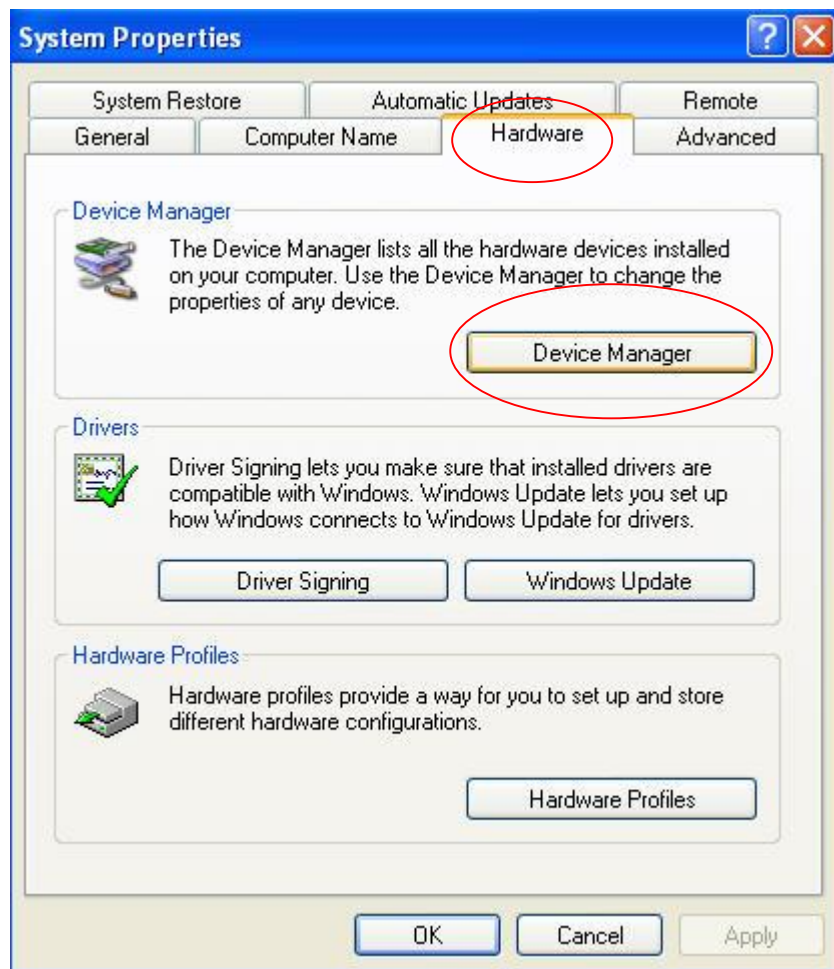 System Properties
System Restore Automatic Updates Remote
General Computer Name Hardware Advanced
Device Manager
The Device Manager lists all the hardware devices installed
on your computer. Use the Device Manager to change the
properties of any device.
Device Manager
Drivers
Driver Signing lets you make sure that installed drivers are
compatible with Windows. Windows Update lets you set up
how Windows connects to Windows Update for drivers.
Driver Signing Windows Update
Hardware Profiles
Hardware profiles provide a way for you to set up and store
different hardware configurations.
Hardware Profiles
OK Cancel Apply